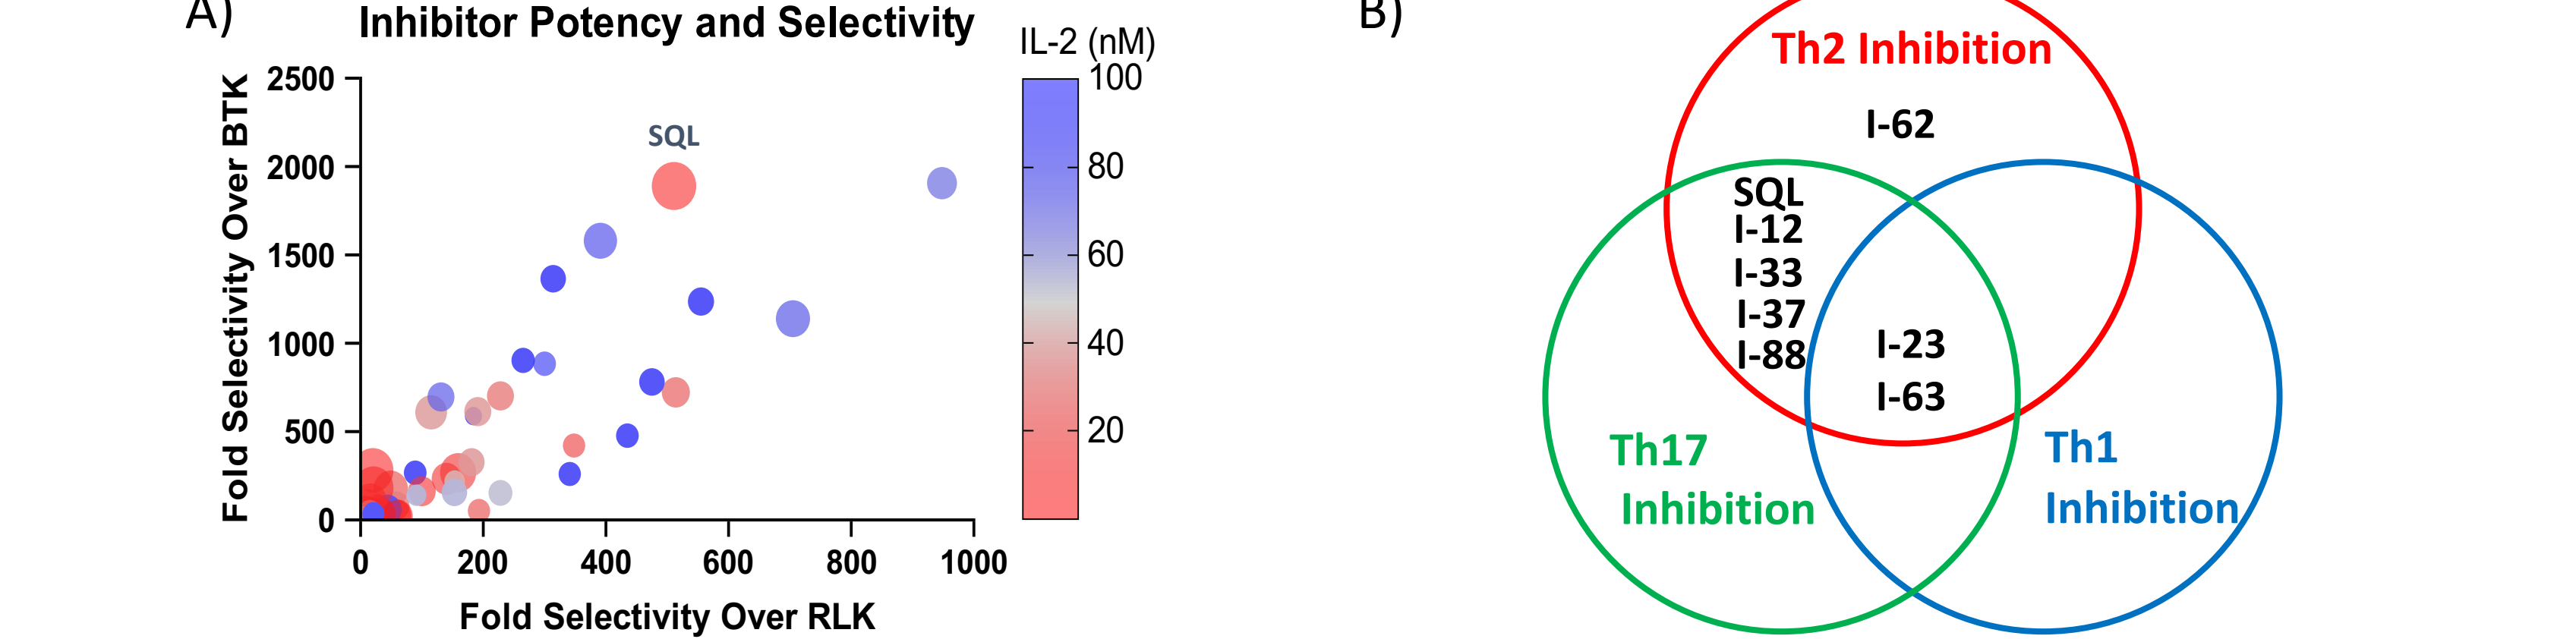 A)
Inhibitor Potency and Selectivity
IL-2 (nM)
Fold Selectivity Over BTK
2500
2000
1500
1000
500
0
SQL
100
80
60
40
20
0
200
400
600
800
1000
Fold Selectivity Over RLK
B)
Th2 Inhibition
I-62
SQL
I-12
I-33
I-37
I-88
I-23
I-63
Th17
Inhibition
Th1
Inhibition